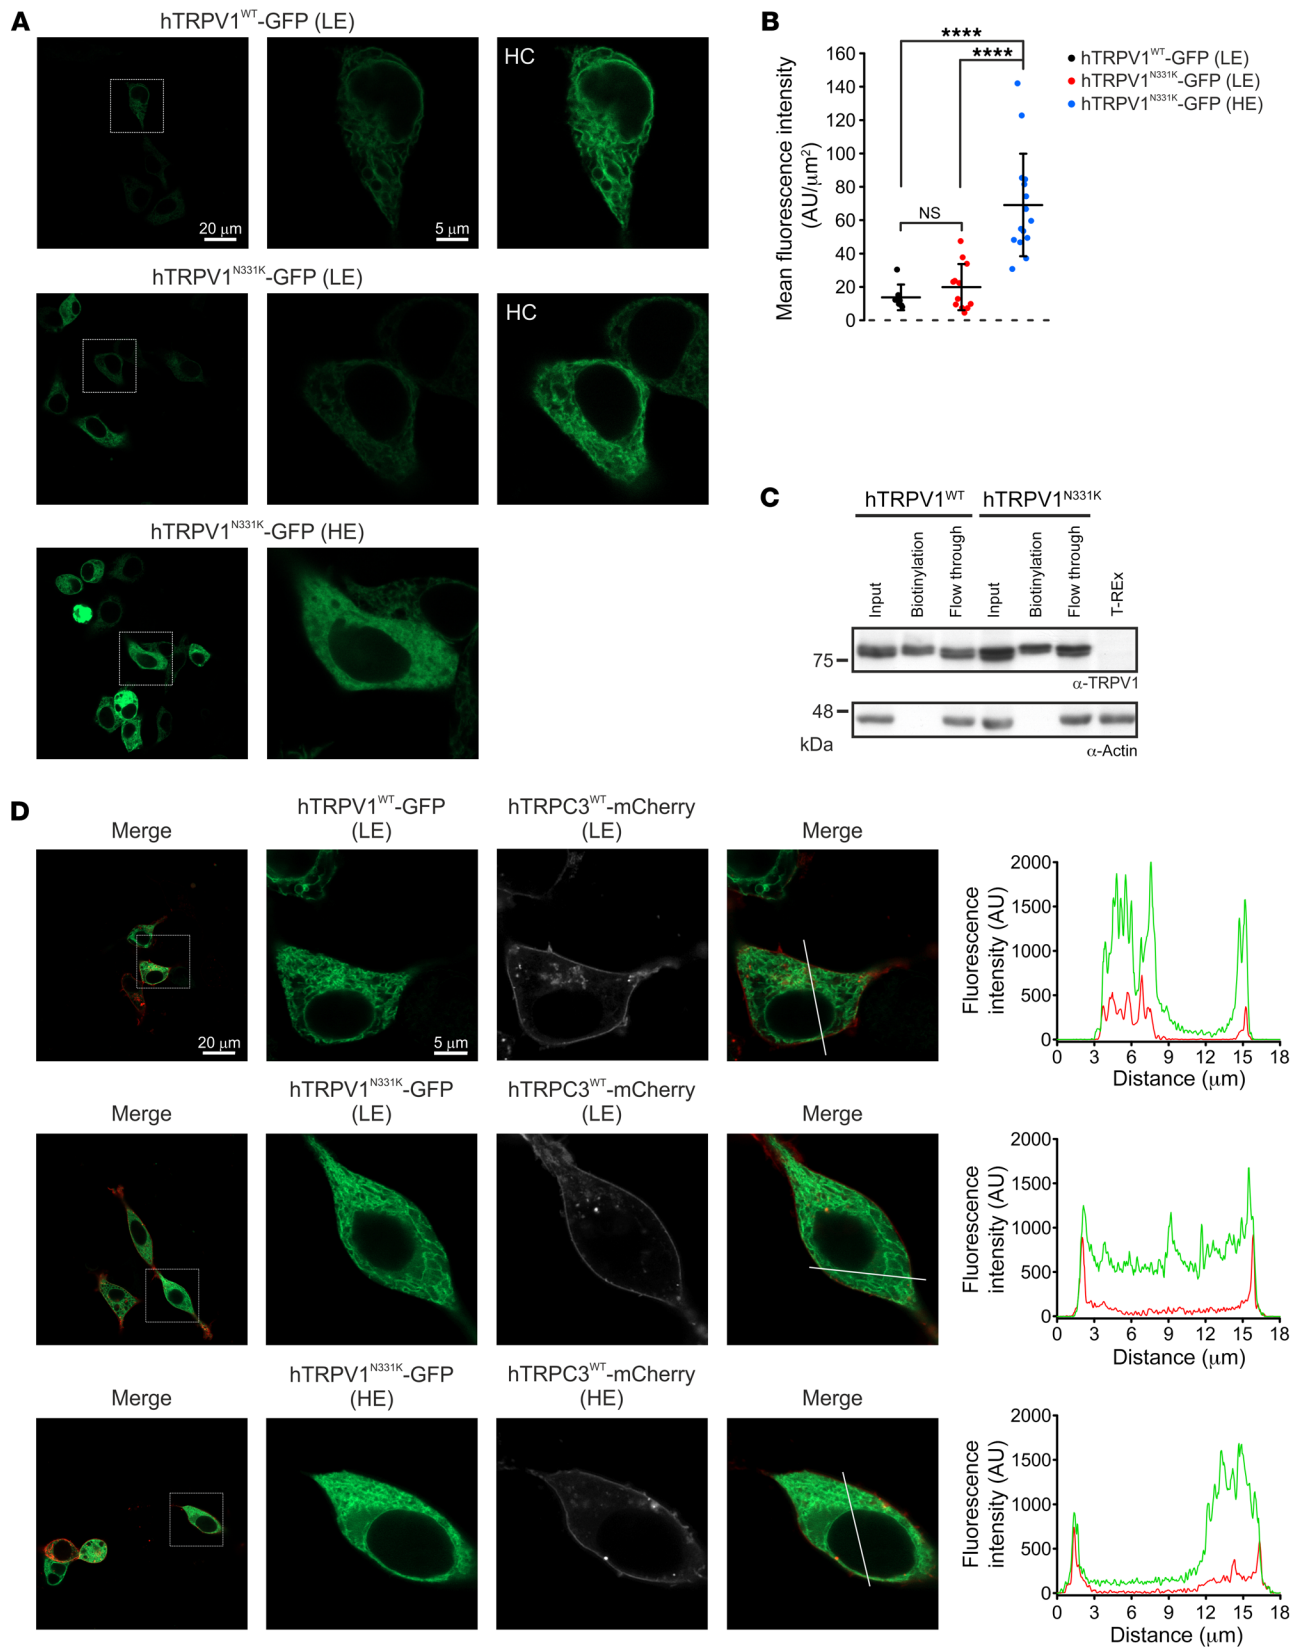 A
hTRPV1WT-GFP (LE)
HC
20 μm
5 μm
hTRPV1N331K-GFP (LE)
HC
hTRPV1N331K-GFP (HE)
B
Mean fluorescence intensity
(AU/μm2)
160
140
120
100
80
60
40
20
0
****
****
NS
hTRPV1WT-GFP (LE)
hTRPV1N331K-GFP (LE)
hTRPV1N331K-GFP (HE)
C
hTRPV1WT hTRPV1N331K
Input
Biotinylation
Flow through
Input
Biotinylation
Flow through
T-REx
75
α-TRPV1
48
kDa
α-Actin
D
Merge
hTRPV1WT-GFP
(LE)
hTRPC3WT-mCherry
(LE)
Merge
20 μm
5 μm
Fluorescence
intensity (AU)
2000
1500
1000
500
0
0 3 6 9 12 15 18
Distance (μm)
Merge
hTRPV1N331K-GFP
(LE)
hTRPC3WT-mCherry
(LE)
Merge
Fluorescence
intensity (AU)
2000
1500
1000
500
0
0 3 6 9 12 15 18
Distance (μm)
Merge
hTRPV1N331K-GFP
(HE)
hTRPC3WT-mCherry
(HE)
Merge
Fluorescence
intensity (AU)
2000
1500
1000
500
0
0 3 6 9 12 15 18
Distance (μm)